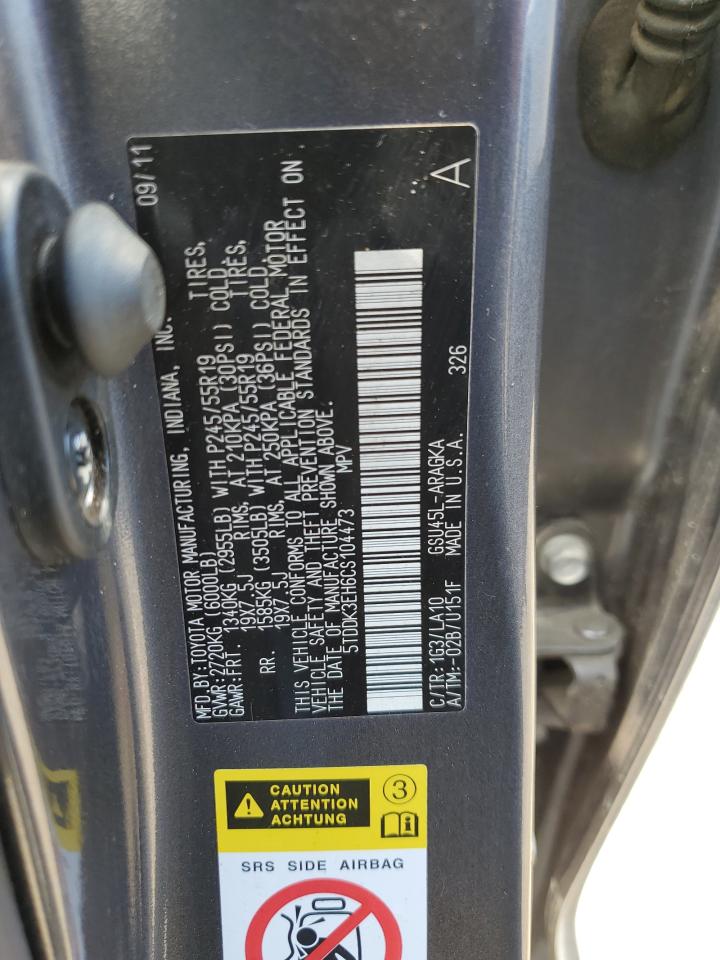 MFD.BY:TOYOTA MOTOR MANUFACTURING, INDIANA, INC. 09/11
GVWR:2720KG (6000LB)
GAWR:FRT. 1340KG (2955LB) WITH P245/55R19 TIRES,
19X7.5J RIMS, AT 210KPA (30PSI) COLD
RR. 1585KG (3505LB) WITH P245/55R19 TIRES,
19X7.5J RIMS, AT 250KPA (36PSI) COLD
THIS VEHICLE CONFORMS TO ALL APPLICABLE FEDERAL MOTOR
VEHICLE SAFETY AND THEFT PREVENTION STANDARDS IN EFFECT ON
THE DATE OF MANUFACTURE SHOWN ABOVE.
5TDDK3EH6CS104473 MPV
A
C/TR:1G3/LA10 GSU45L-ARAGKA
A/TM:-02B/U151F MADE IN U.S.A. 326
CAUTION
ATTENTION
ACHTUNG
3
SRS SIDE AIRBAG